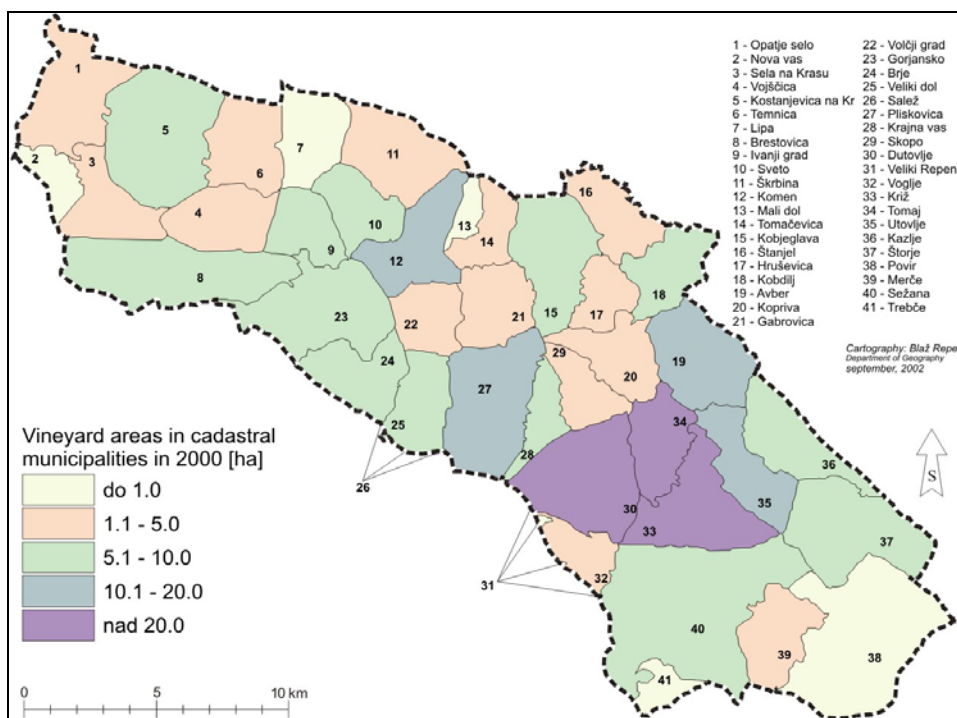 1 - Opatje selo
2 - Nova vas
3 - Sela na Krasu
4 - Vojščica
5 - Kostanjevica na Kr
6 - Temnica
7 - Lipa
8 - Brestovica
9 - Ivanji grad
10 - Sveto
11 - Škrbina
12 - Komen
13 - Mali dol
14 - Tomačevica
15 - Kobjeglava
16 - Štanjel
17 - Hruševica
18 - Kobdilj
19 - Avber
20 - Kopriva
21 - Gabrovica
22 - Volčji grad
23 - Gorjansko
24 - Brje
25 - Veliki dol
26 - Salež
27 - Pliskovica
28 - Krajna vas
29 - Skopo
30 - Dutovlje
31 - Veliki Repen
32 - Voglje
33 - Križ
34 - Tomaj
35 - Utovlje
36 - Kazlje
37 - Štorje
38 - Povir
39 - Merče
40 - Sežana
41 - Trebče
Cartography: Blaž Repe
Department of Geography
september, 2002
1
5
11
7
2
3
6
16
4
10
13
14
9
12
8
18
15
23
22
21
17
29
19
24
20
27
34
25
28
36
26
35
30
33
37
31
32
40
39
38
41
S
Vineyard areas in cadastral
municipalities in 2000 [ha]
do 1.0
1.1 - 5.0
5.1 - 10.0
10.1 - 20.0
nad 20.0
0 5 10 km